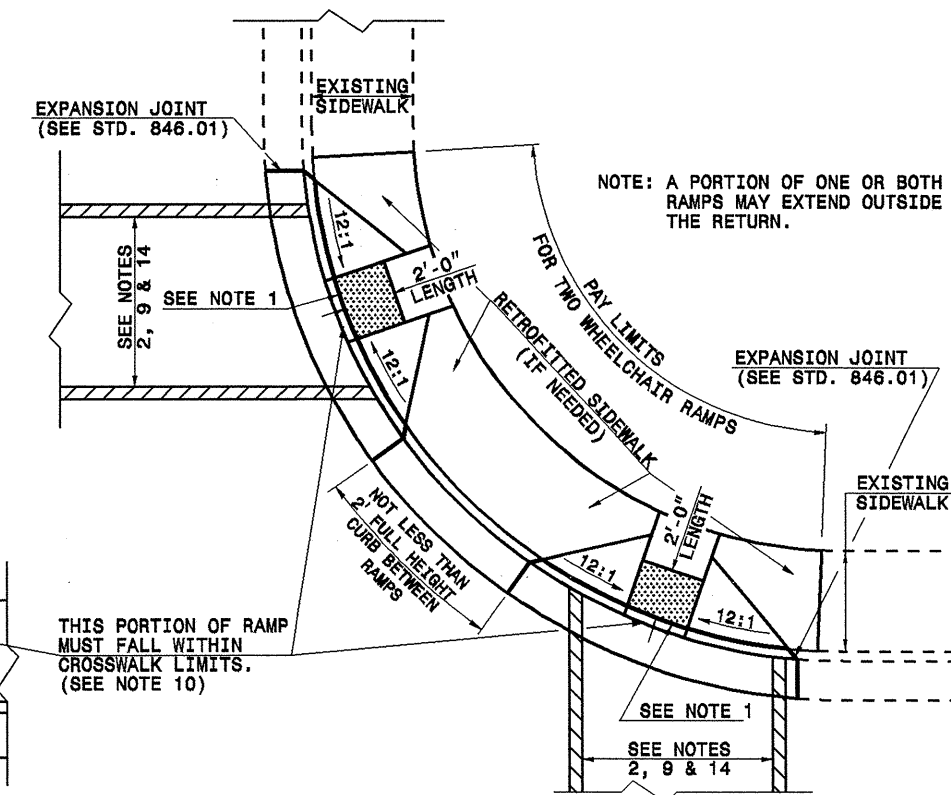 EXISTING
SIDEWALK
EXPANSION JOINT
(SEE STD. 846.01)
NOTE: A PORTION OF ONE OR BOTH
RAMPS MAY EXTEND OUTSIDE
THE RETURN.
12:1
2'-0"
LENGTH
SEE NOTES
2, 9 & 14
SEE NOTE 1
12:1
PAY LIMITS
FOR TWO WHEELCHAIR RAMPS
RETROFITTED SIDEWALK
(IF NEEDED)
EXPANSION JOINT
(SEE STD. 846.01)
EXISTING
SIDEWALK
NOT LESS THAN
2' FULL HEIGHT
CURB BETWEEN
RAMPS
2'-0"
LENGTH
12:1
12:1
THIS PORTION OF RAMP
MUST FALL WITHIN
CROSSWALK LIMITS.
(SEE NOTE 10)
SEE NOTE 1
SEE NOTES
2, 9 & 14